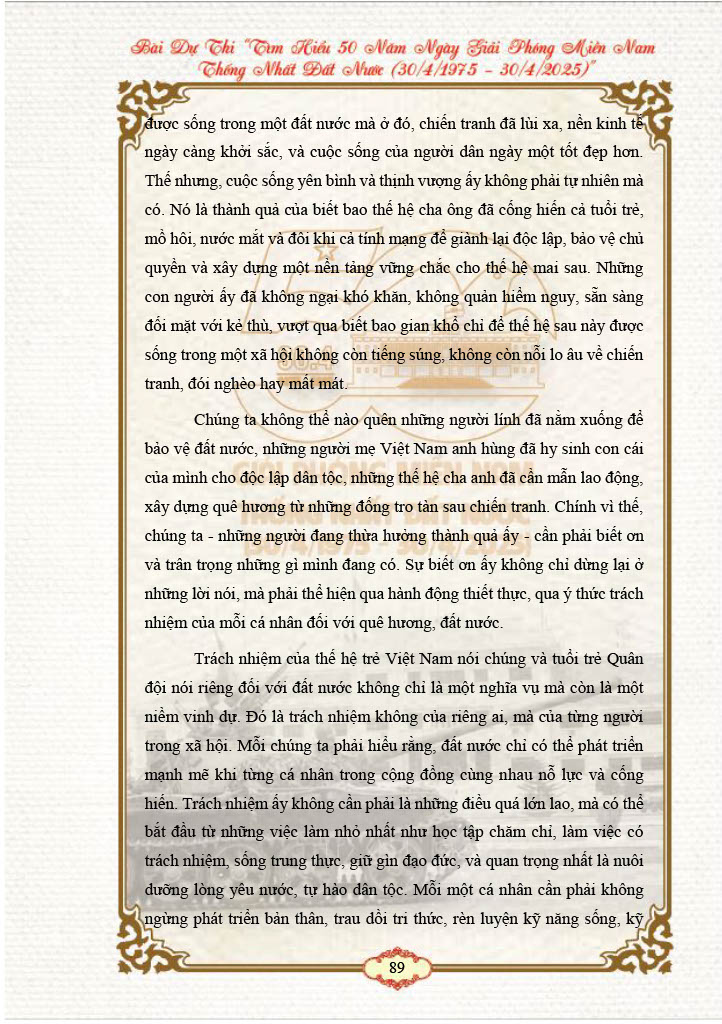 Bài Dự Thi "Tìm Hiểu 50 Năm Ngày Giải Phóng Miền Nam
Thống Nhất Đất Nước (30/4/1975 - 30/4/2025)"
được sống trong một đất nước mà ở đó, chiến tranh đã lùi xa, nền kinh tế
ngày càng khởi sắc, và cuộc sống của người dân ngày một tốt đẹp hơn.
Thế nhưng, cuộc sống yên bình và thịnh vượng ấy không phải tự nhiên mà
có. Nó là thành quả của biết bao thế hệ cha ông đã cống hiến cả tuổi trẻ,
mồ hôi, nước mắt và đôi khi cả tính mạng để giành lại độc lập, bảo vệ chủ
quyền và xây dựng một nền tảng vững chắc cho thế hệ mai sau. Những
con người ấy đã không ngại khó khăn, không quản hiểm nguy, sẵn sàng
đối mặt với kẻ thù, vượt qua biết bao gian khổ chỉ để thế hệ sau này được
sống trong một xã hội không còn tiếng súng, không còn nỗi lo âu về chiến
tranh, đói nghèo hay mất mát.
Chúng ta không thể nào quên những người lính đã nằm xuống để
bảo vệ đất nước, những người mẹ Việt Nam anh hùng đã hy sinh con cái
của mình cho độc lập dân tộc, những thế hệ cha anh đã cần mẫn lao động,
xây dựng quê hương từ những đống tro tàn sau chiến tranh. Chính vì thế,
chúng ta - những người đang thừa hưởng thành quả ấy - cần phải biết ơn
và trân trọng những gì mình đang có. Sự biết ơn ấy không chỉ dừng lại ở
những lời nói, mà phải thể hiện qua hành động thiết thực, qua ý thức trách
nhiệm của mỗi cá nhân đối với quê hương, đất nước.
Trách nhiệm của thế hệ trẻ Việt Nam nói chung và tuổi trẻ Quân
đội nói riêng đối với đất nước không chỉ là một nghĩa vụ mà còn là một
niềm vinh dự. Đó là trách nhiệm không của riêng ai, mà của từng người
trong xã hội. Mỗi chúng ta phải hiểu rằng, đất nước chỉ có thể phát triển
mạnh mẽ khi từng cá nhân trong cộng đồng cùng nhau nỗ lực và cống
hiến. Trách nhiệm ấy không cần phải là những điều quá lớn lao, mà có thể
bắt đầu từ những việc làm nhỏ nhất như học tập chăm chỉ, làm việc có
trách nhiệm, sống trung thực, giữ gìn đạo đức, và quan trọng nhất là nuôi
dưỡng lòng yêu nước, tự hào dân tộc. Mỗi một cá nhân cần phải không
ngừng phát triển bản thân, trau dồi tri thức, rèn luyện kỹ năng sống, kỹ
30.4
GIẢI PHÓNG MIỀN NAM
THỐNG NHẤT ĐẤT NƯỚC
(30/4/1975 - 30/4/2025)
89